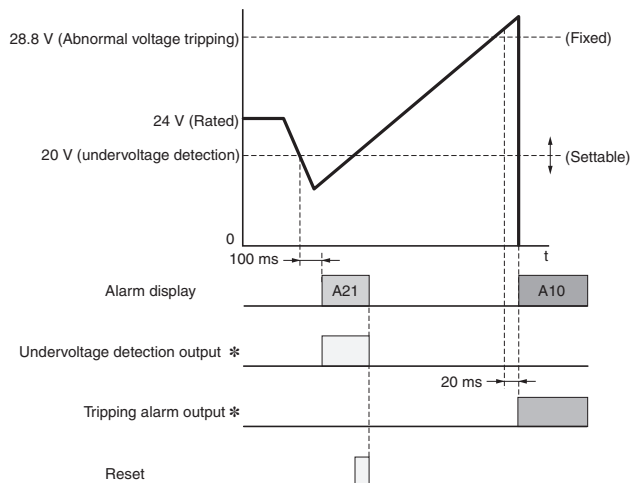 28.8 V (Abnormal voltage tripping)
(Fixed)
24 V (Rated)
20 V (undervoltage detection)
(Settable)
0
t
100 ms
Alarm display
A21
A10
Undervoltage detection output *
20 ms
Tripping alarm output *
Reset